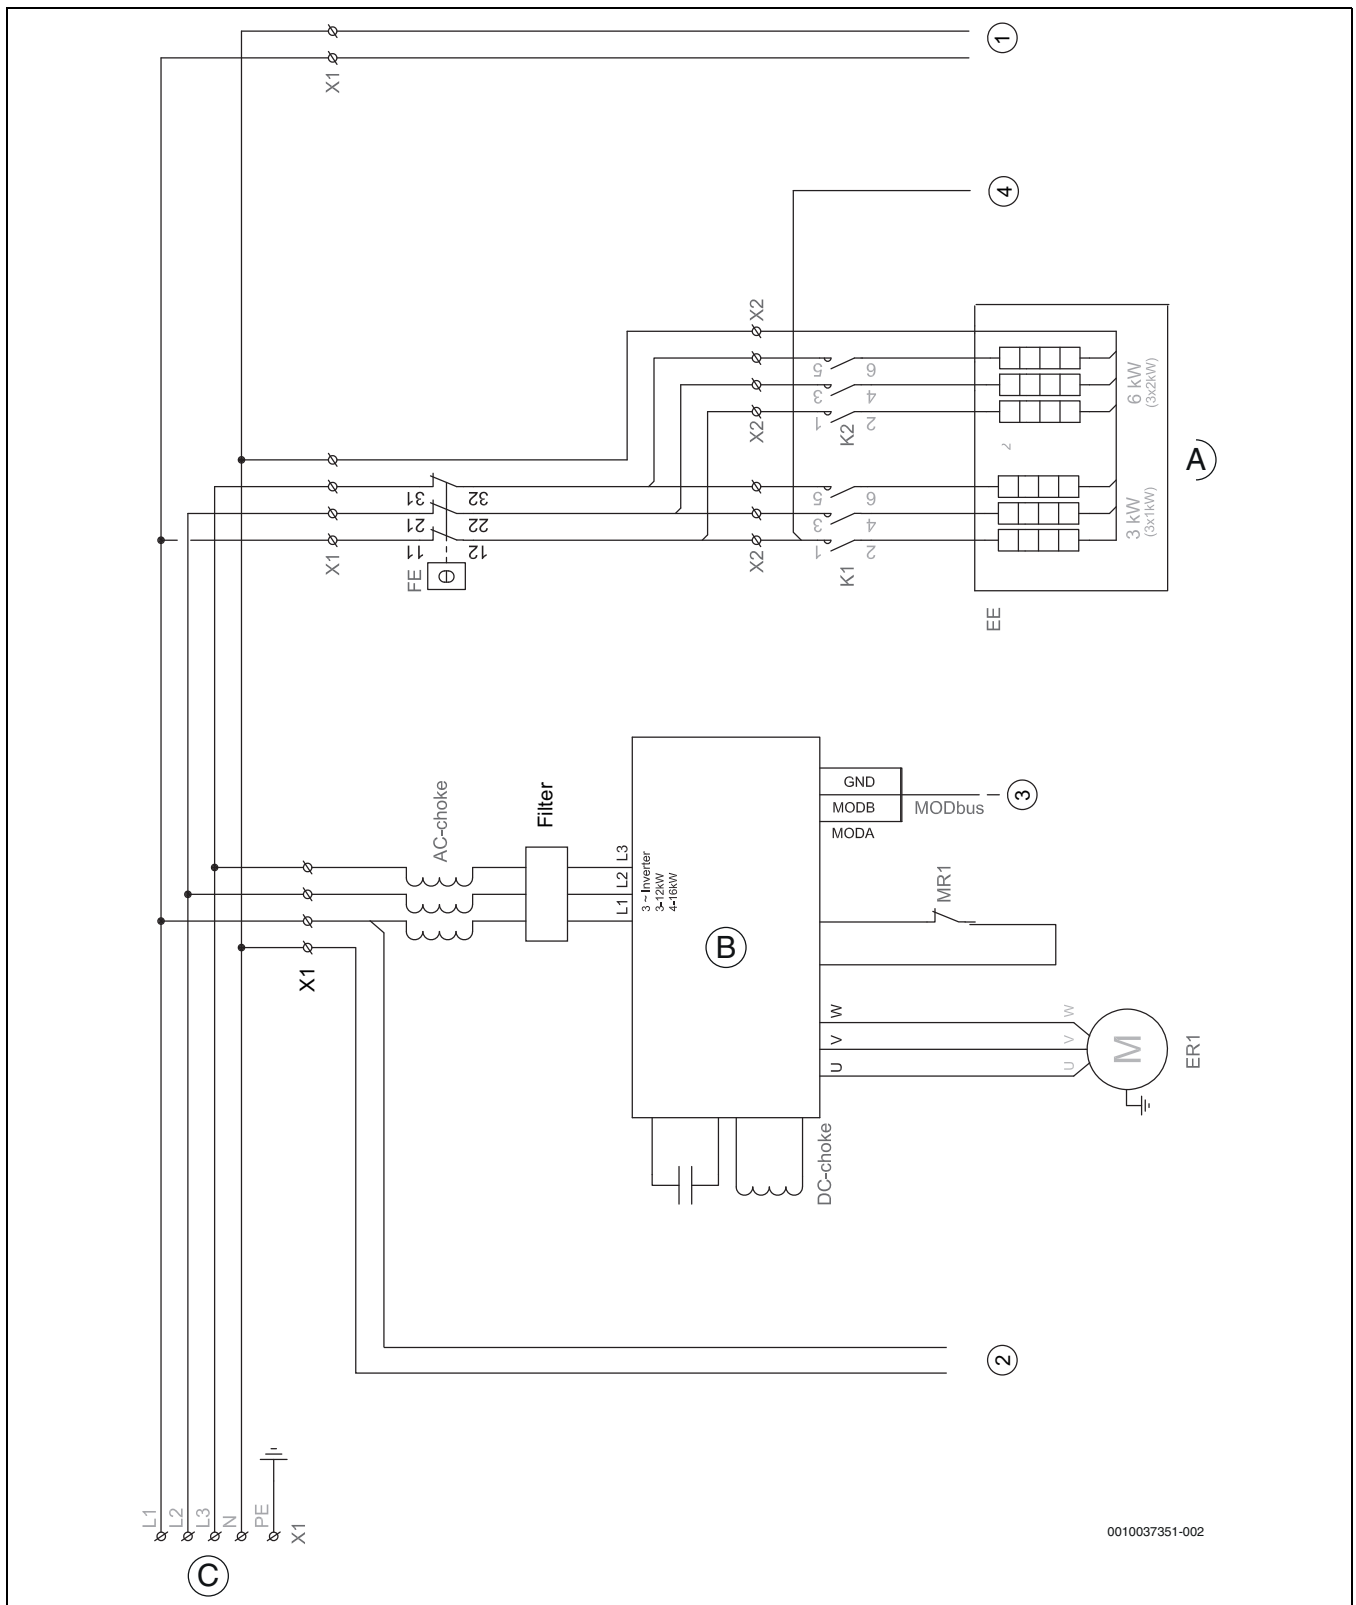 1
X1
4
X2
5
6
3
4
1
2
X2
K2
6 kW
(3x2kW)
2
A
31
32
21
22
11
12
X1
FE
θ
5
6
3
4
1
2
X2
K1
3 kW
(3x1kW)
EE
AC-choke
Filter
L3
L2
L1
3 ~ Inverter
3-12kW
4-16kW
B
GND
MODB
MODA
MODbus
3
MR1
X1
W
V
U
W
V
U
M
ER1
DC-choke
2
L1
L2
L3
N
PE
X1
C
0010037351-002